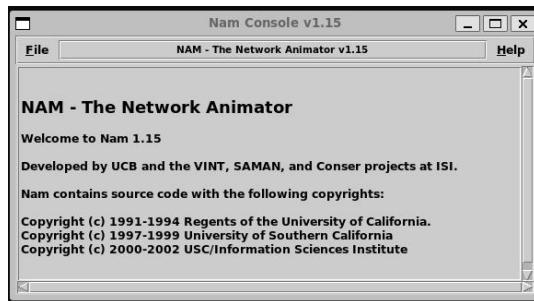 Nam Console v1.15
File NAM - The Network Animator v1.15 Help
NAM - The Network Animator
Welcome to Nam 1.15
Developed by UCB and the VINT, SAMAN, and Conser projects at ISI.
Nam contains source code with the following copyrights:
Copyright (c) 1991-1994 Regents of the University of California.
Copyright (c) 1997-1999 University of Southern California
Copyright (c) 2000-2002 USC/Information Sciences Institute